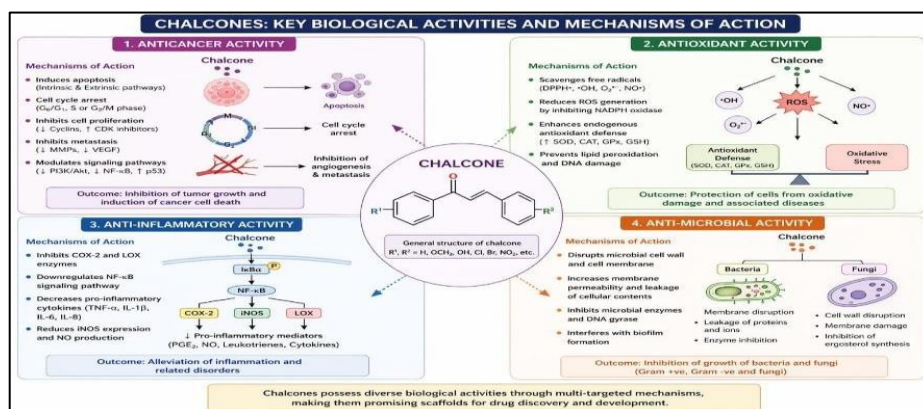 CHALCONES: KEY BIOLOGICAL ACTIVITIES AND MECHANISMS OF ACTION
1. ANTICANCER ACTIVITY
Mechanisms of Action
• Induces apoptosis
(Intrinsic & Extrinsic pathways)
• Cell cycle arrest
(G₀/G₁, S or G₂/M phase)
• Inhibits cell proliferation
(↓ Cyclins, ↑ CDK inhibitors)
• Inhibits metastasis
(↓ MMPs, ↓ VEGF)
• Modulates signaling pathways
(↓ PI3K/Akt, ↓ NF-κB, ↑ p53)
Chalcone
Apoptosis
M
Cell cycle
arrest
Inhibition of
angiogenesis
& metastasis
Outcome: Inhibition of tumor growth and
induction of cancer cell death
2. ANTIOXIDANT ACTIVITY
Mechanisms of Action
• Scavenges free radicals
(DPPH•, •OH, O₂•⁻, NO•)
• Reduces ROS generation
by inhibiting NADPH oxidase
• Enhances endogenous
antioxidant defense
(↑ SOD, CAT, GPx, GSH)
• Prevents lipid peroxidation
and DNA damage
Chalcone
•OH
ROS
NO•
O₂•⁻
Antioxidant
Defense
(SOD, CAT, GPx, GSH)
Oxidative
Stress
Outcome: Protection of cells from oxidative
damage and associated diseases
CHALCONE
O
R¹
R²
General structure of chalcone
R¹, R² = H, OCH₃, OH, Cl, Br, NO₂, etc.
3. ANTI-INFLAMMATORY ACTIVITY
Mechanisms of Action
• Inhibits COX-2 and LOX
enzymes
• Downregulates NF-κB
signaling pathway
• Decreases pro-inflammatory
cytokines (TNF-α, IL-1β,
IL-6, IL-8)
• Reduces iNOS expression
and NO production
Chalcone
IκBα
P
NF-κB
COX-2
iNOS
LOX
↓ Pro-inflammatory mediators
(PGE₂, NO, Leukotrienes, Cytokines)
Outcome: Alleviation of inflammation and
related disorders
4. ANTI-MICROBIAL ACTIVITY
Mechanisms of Action
• Disrupts microbial cell wall
and cell membrane
• Increases membrane
permeability and leakage
of cellular contents
• Inhibits microbial enzymes
and DNA gyrase
• Interferes with biofilm
formation
Chalcone
Bacteria
Membrane disruption
• Leakage of proteins
and ions
• Enzyme inhibition
Fungi
• Cell wall disruption
• Membrane damage
• Inhibition of
ergosterol synthesis
Outcome: Inhibition of growth of bacteria and fungi
(Gram +ve, Gram -ve and fungi)
Chalcones possess diverse biological activities through multi-targeted mechanisms,
making them promising scaffolds for drug discovery and development.